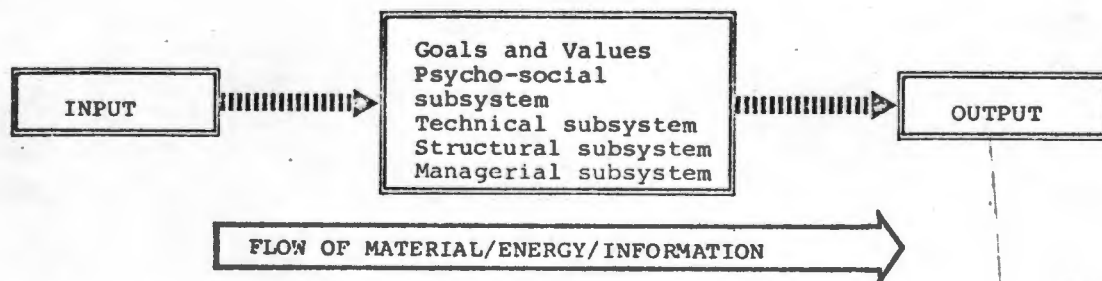 INPUT
Goals and Values
Psycho-social
subsystem
Technical subsystem
Structural subsystem
Managerial subsystem
OUTPUT
FLOW OF MATERIAL/ENERGY/INFORMATION